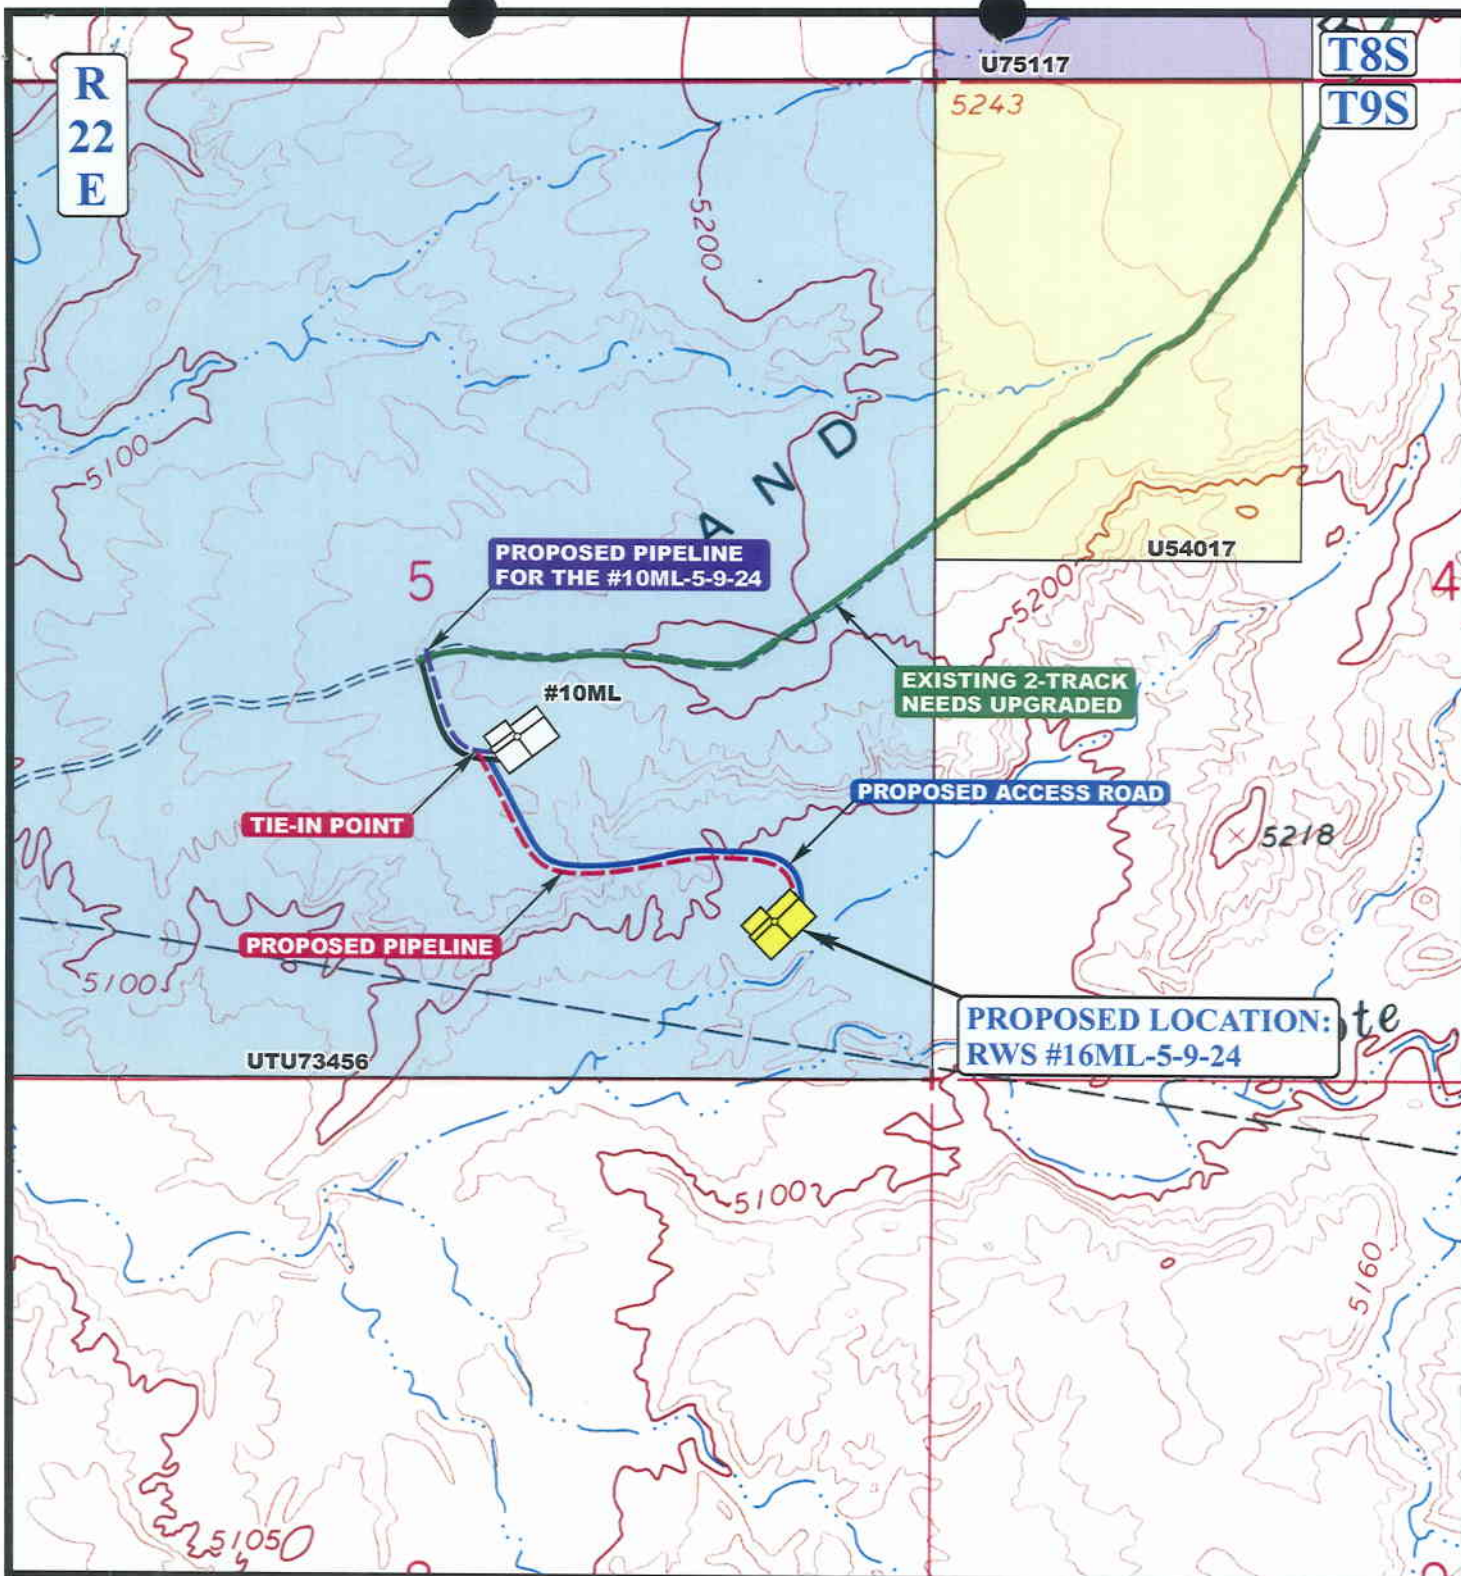 R
22
E
U75117
T8S
T9S
5243
5200
5100
A N D
U54017
5200
PROPOSED PIPELINE
FOR THE #10ML-5-9-24
5
4
#10ML
EXISTING 2-TRACK
NEEDS UPGRADED
PROPOSED ACCESS ROAD
TIE-IN POINT
5218
PROPOSED PIPELINE
5100
PROPOSED LOCATION:
RWS #16ML-5-9-24
te
UTU73456
5100
5160
5105